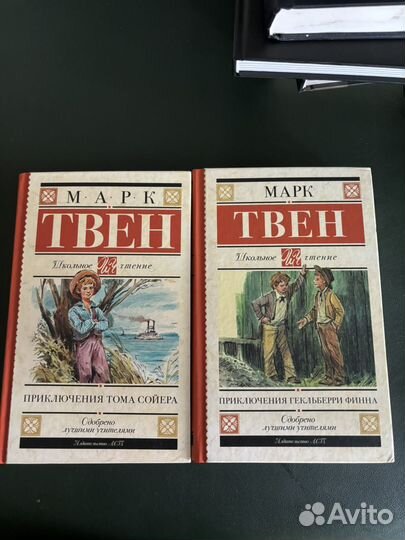 М·А·Р·К
ТВЕН
Школьное чтение
ПРИКЛЮЧЕНИЯ ТОМА СОЙЕРА
Одобрено
лучшими учителями
Издательство АСТ
МАРК
ТВЕН
Школьное чтение
ПРИКЛЮЧЕНИЯ ГЕКЛЬБЕРРИ ФИННА
Одобрено
лучшими учителями
Издательство АСТ
Avito